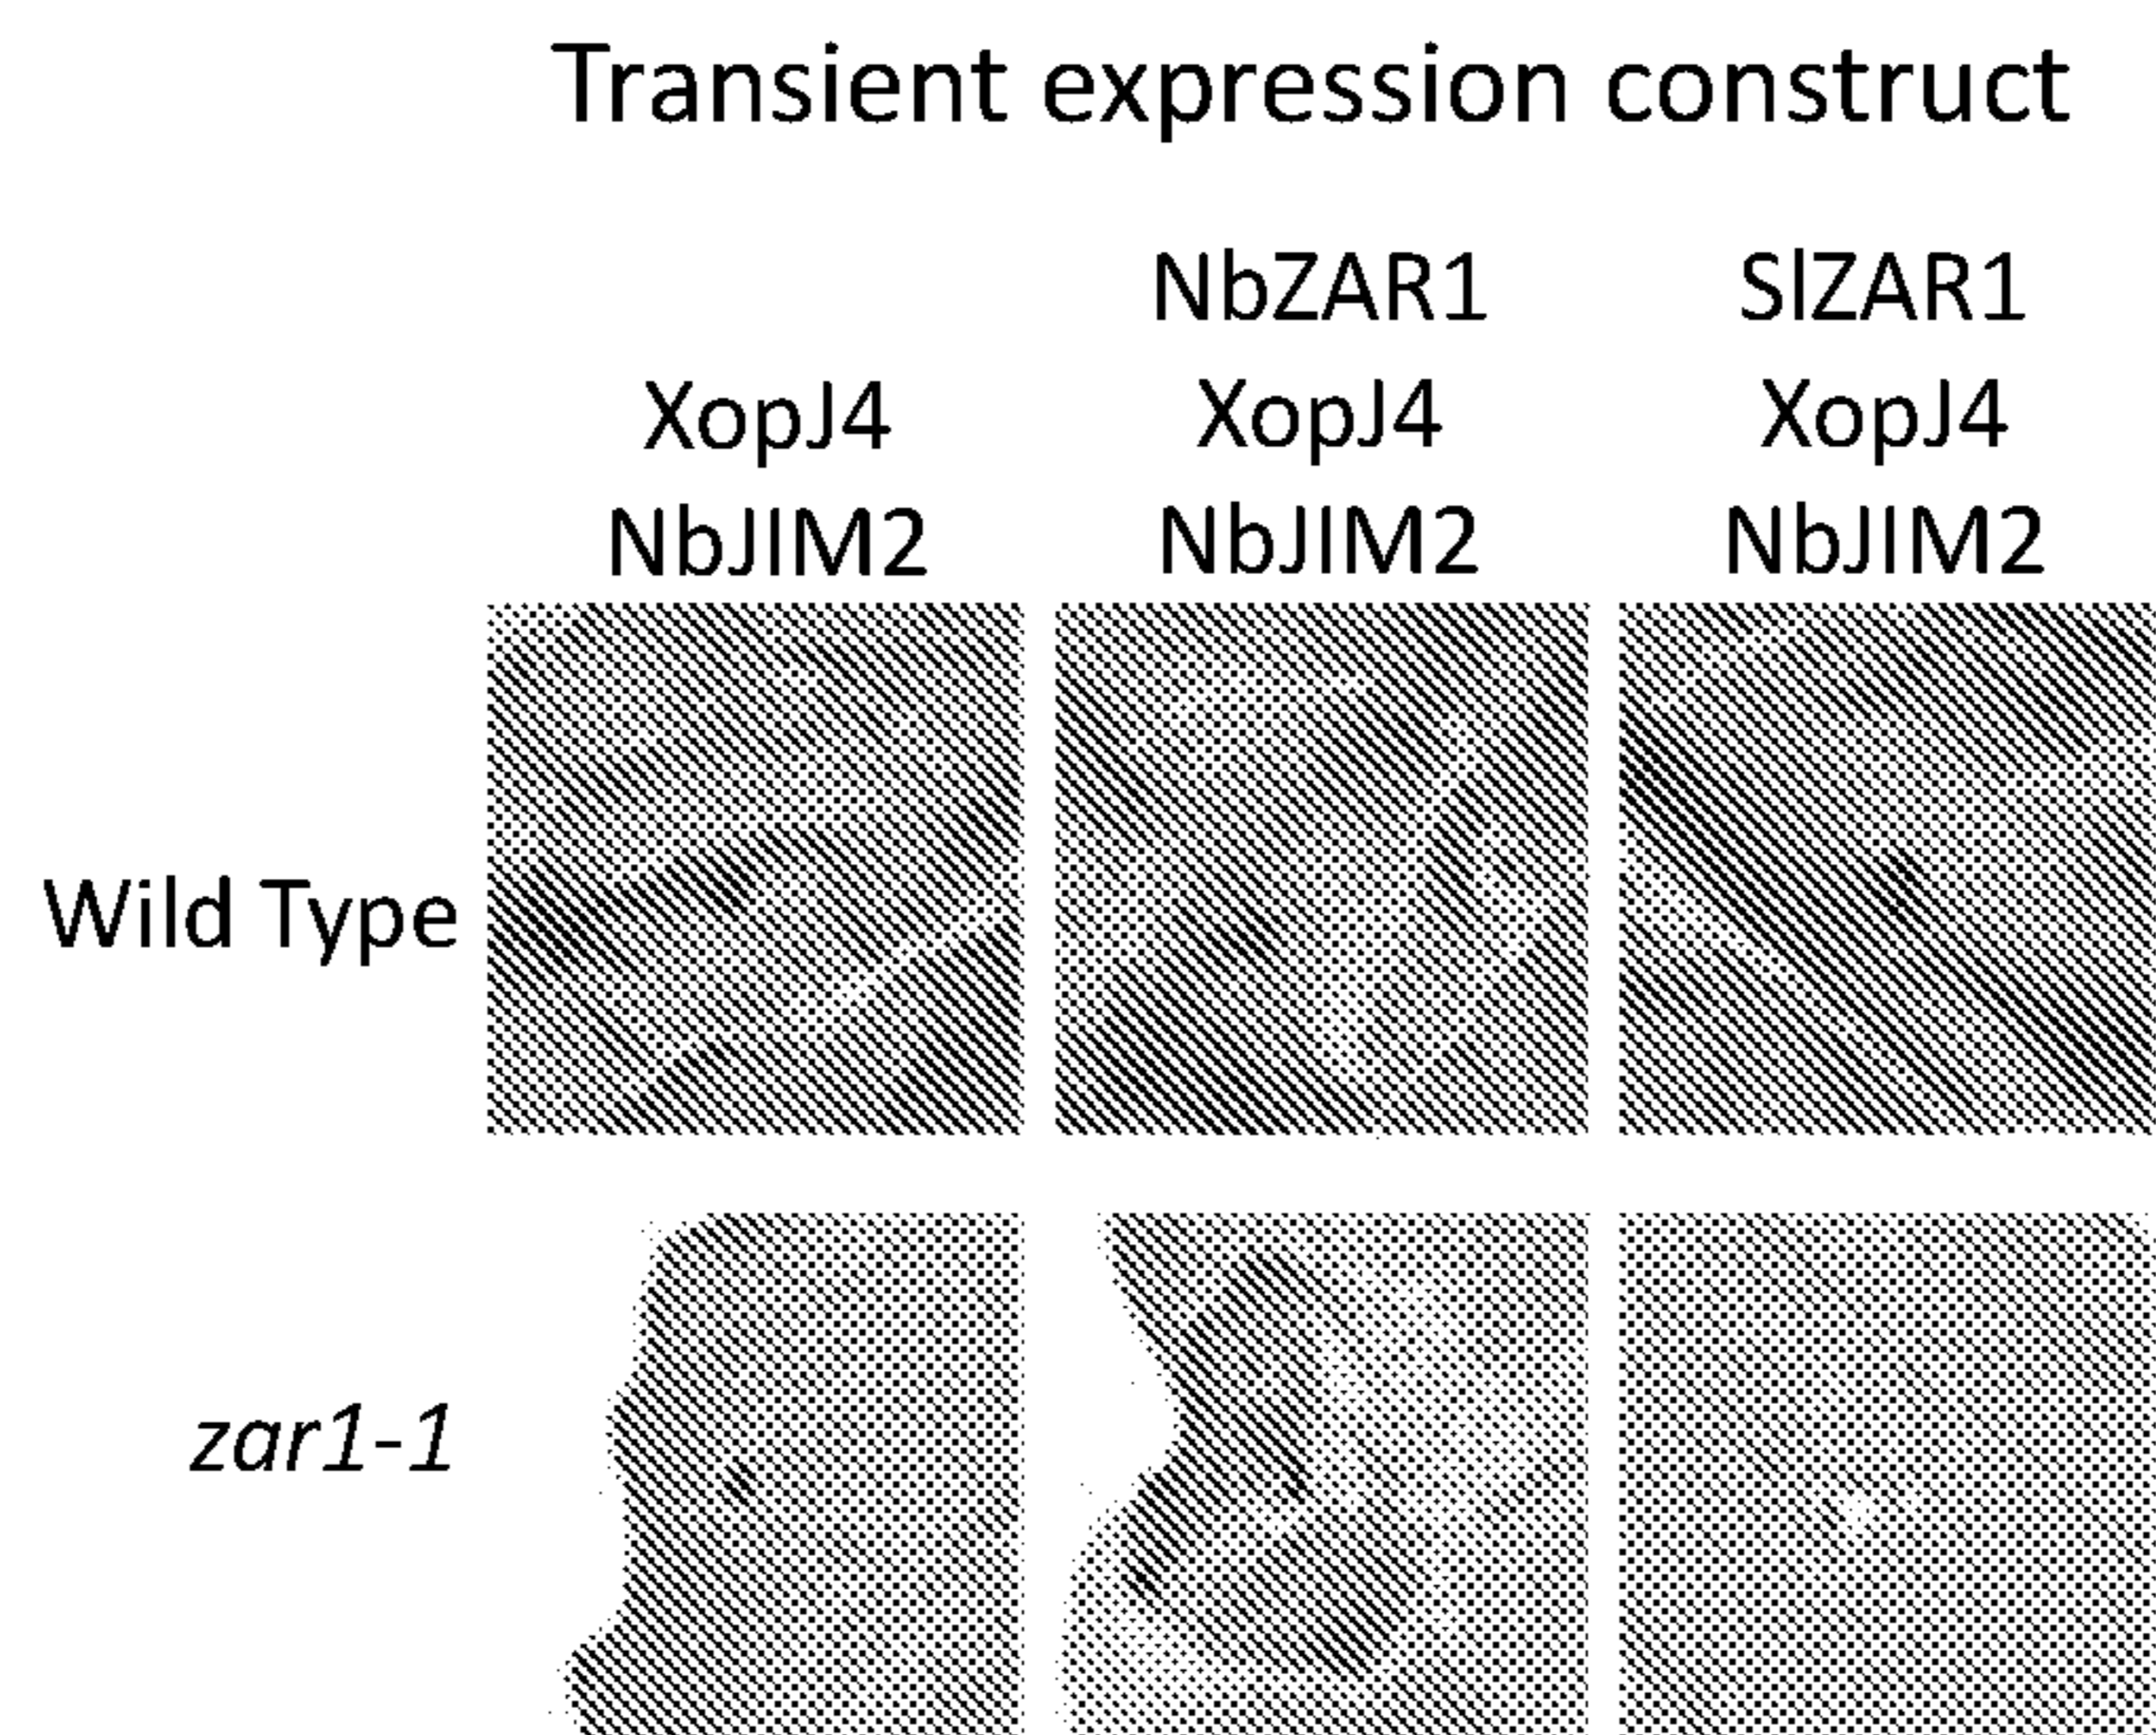 Transient expression construct
NbZAR1 SlZAR1
XopJ4 XopJ4 XopJ4
NbJIM2 NbJIM2 NbJIM2
Wild Type
zar1-1